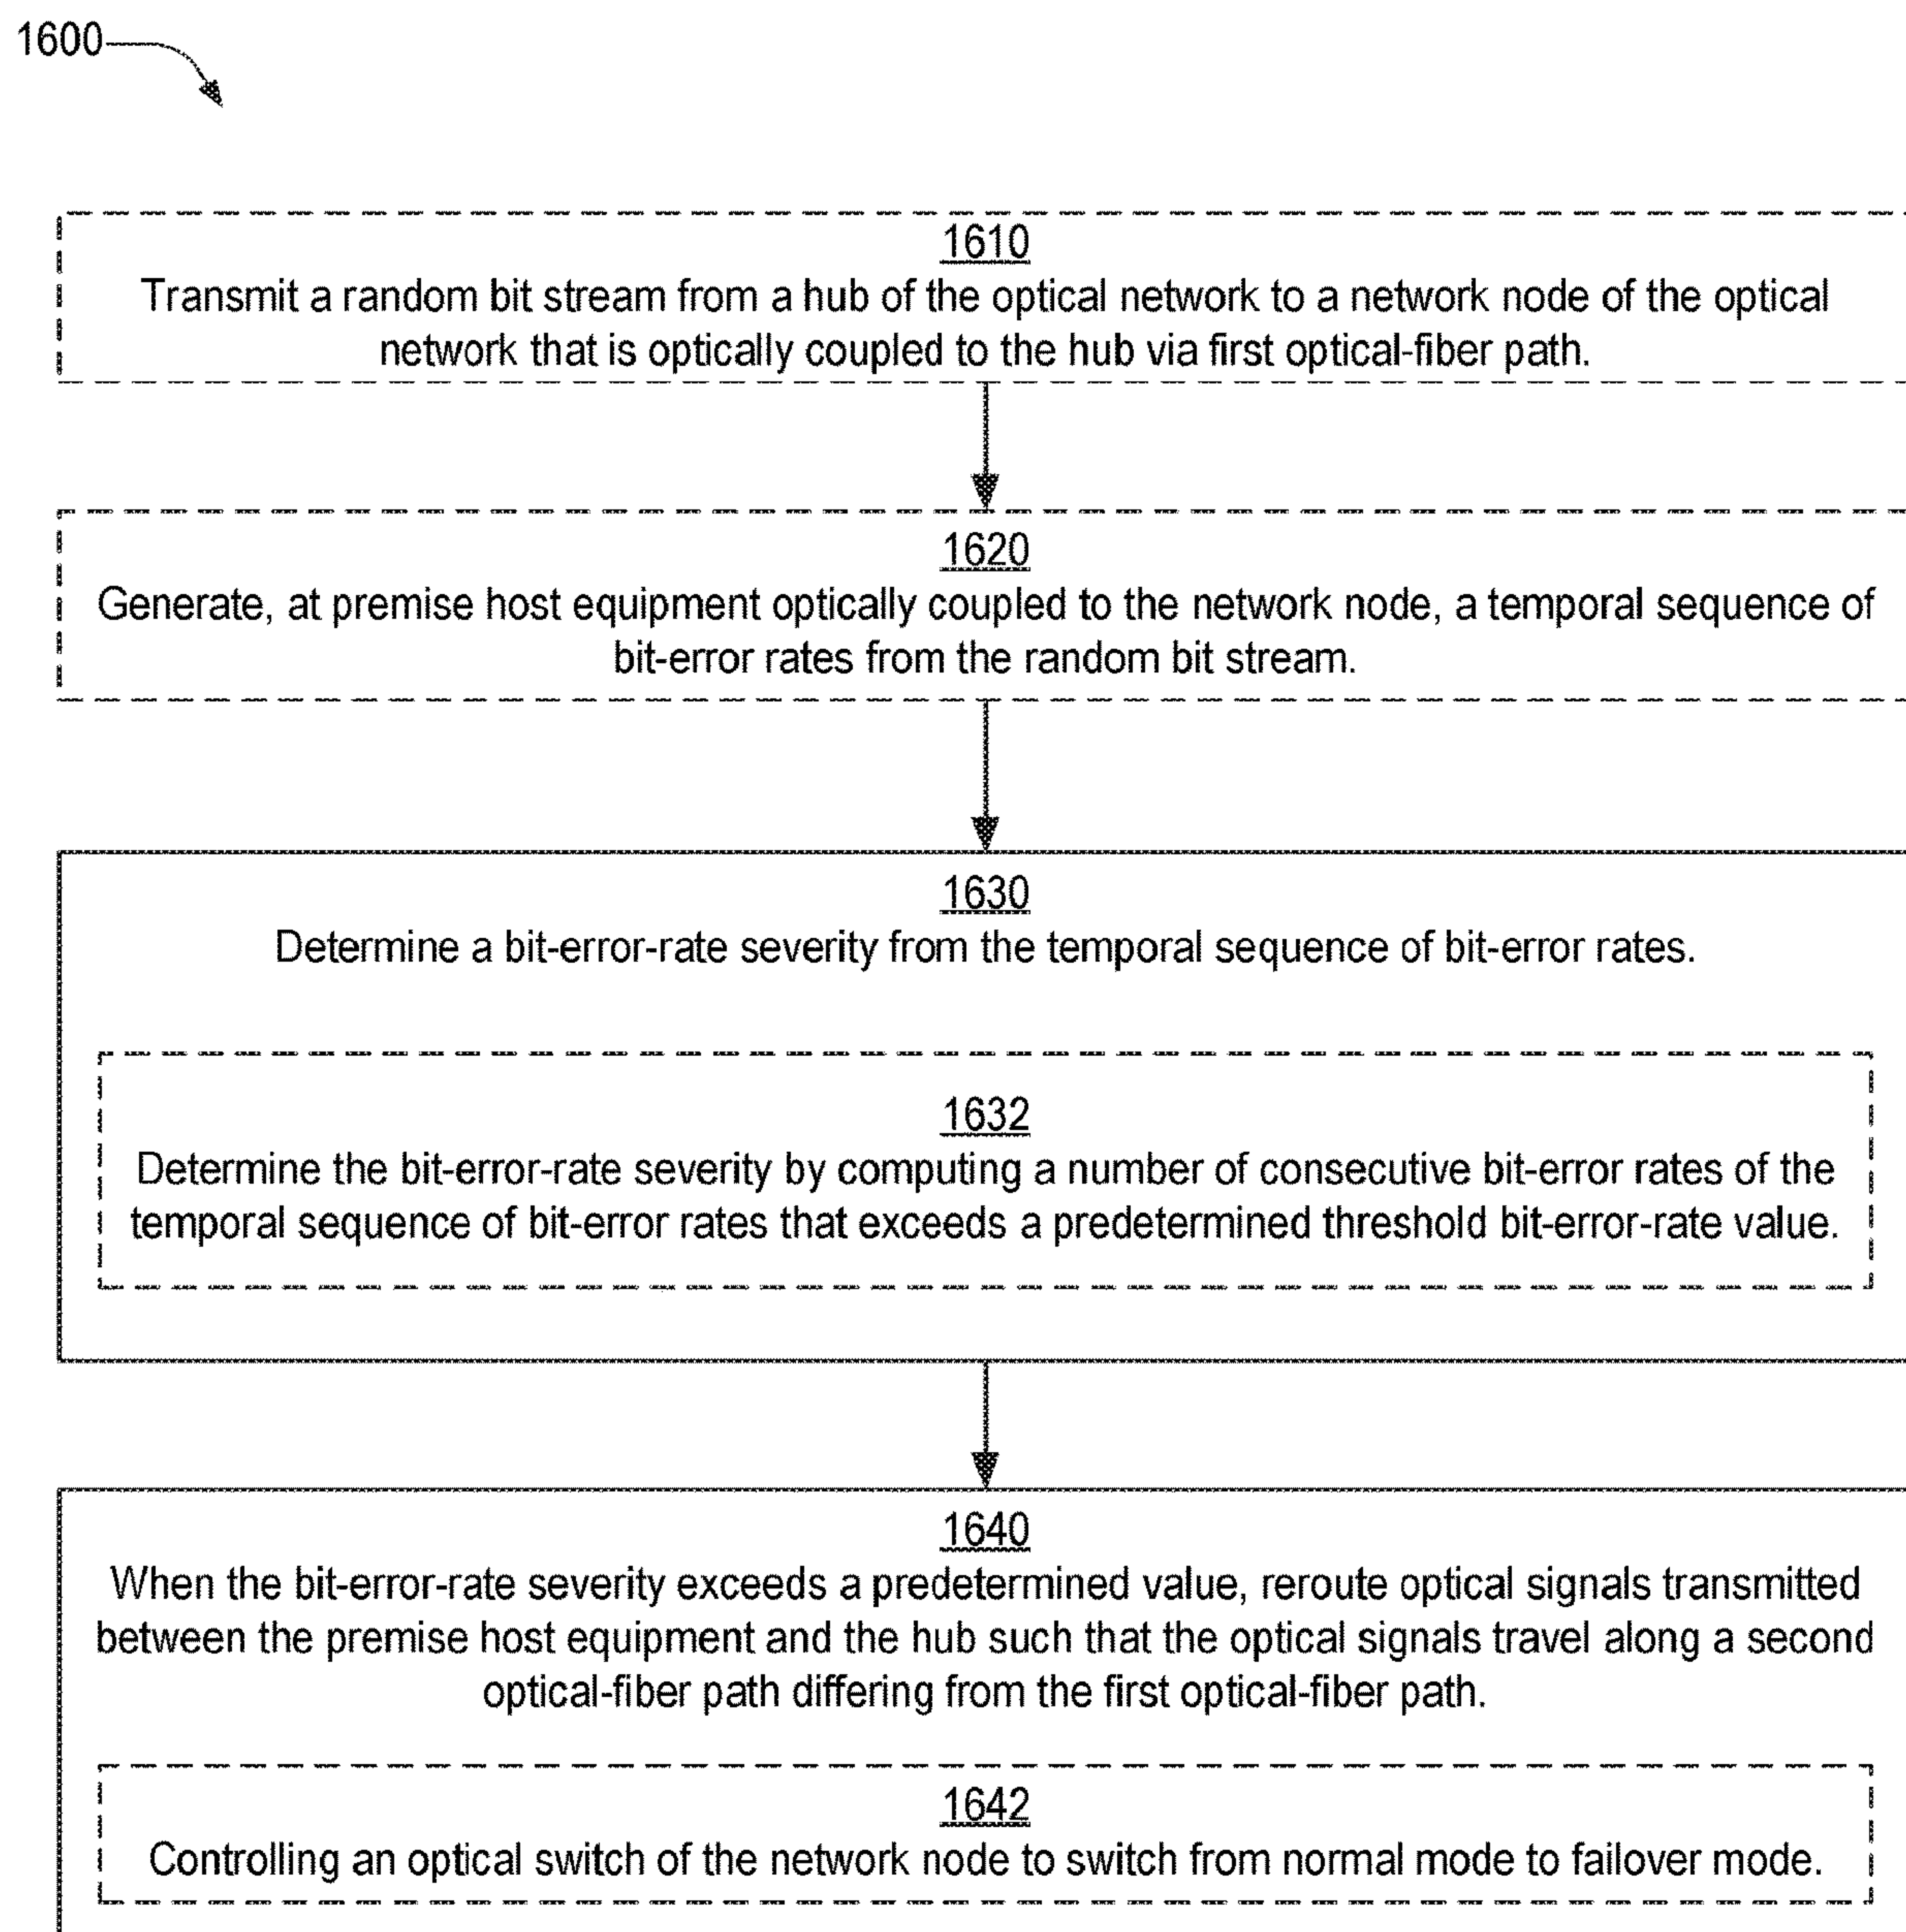 1600
1610
Transmit a random bit stream from a hub of the optical network to a network node of the optical
network that is optically coupled to the hub via first optical-fiber path.
1620
Generate, at premise host equipment optically coupled to the network node, a temporal sequence of
bit-error rates from the random bit stream.
1630
Determine a bit-error-rate severity from the temporal sequence of bit-error rates.
1632
Determine the bit-error-rate severity by computing a number of consecutive bit-error rates of the
temporal sequence of bit-error rates that exceeds a predetermined threshold bit-error-rate value.
1640
When the bit-error-rate severity exceeds a predetermined value, reroute optical signals transmitted
between the premise host equipment and the hub such that the optical signals travel along a second
optical-fiber path differing from the first optical-fiber path.
1642
Controlling an optical switch of the network node to switch from normal mode to failover mode.